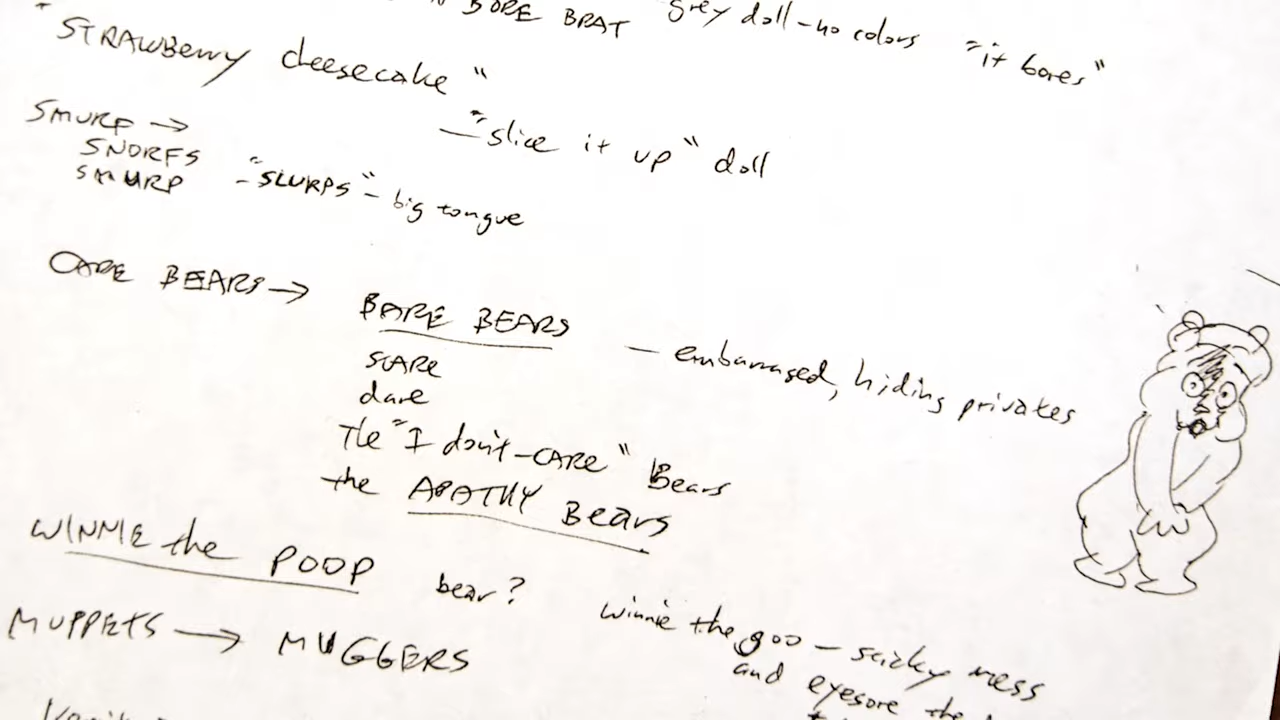 BORE BRAT grey doll - no colors "it bores"
"STRAWBerry cheesecake"
- "slice it up" doll
SMURF →
SNORFS
SMURP - "SLURPS" - big tongue
CARE BEARS → BARE BEARS - embarrased, hiding privates
SCARE
dare
The "I don't-CARE" Bears
the APATHY Bears
WINNIE the POOP bear?
winnie the goo - sticky mess
and eyesore the
MUPPETS → MUGGERS